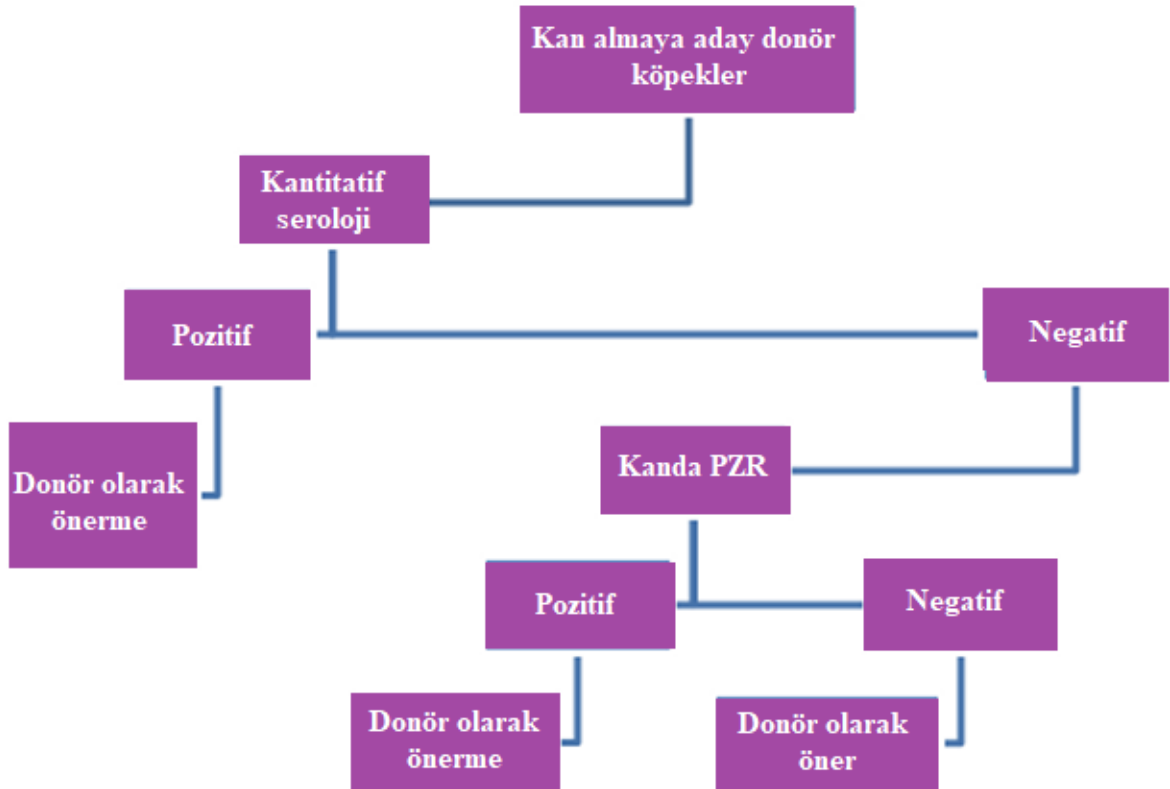 Kan almaya aday donör
köpekler
Kantitatif
seroloji
Pozitif
Negatif
Donör olarak
önerme
Kanda PZR
Pozitif
Negatif
Donör olarak
önerme
Donör olarak
öner